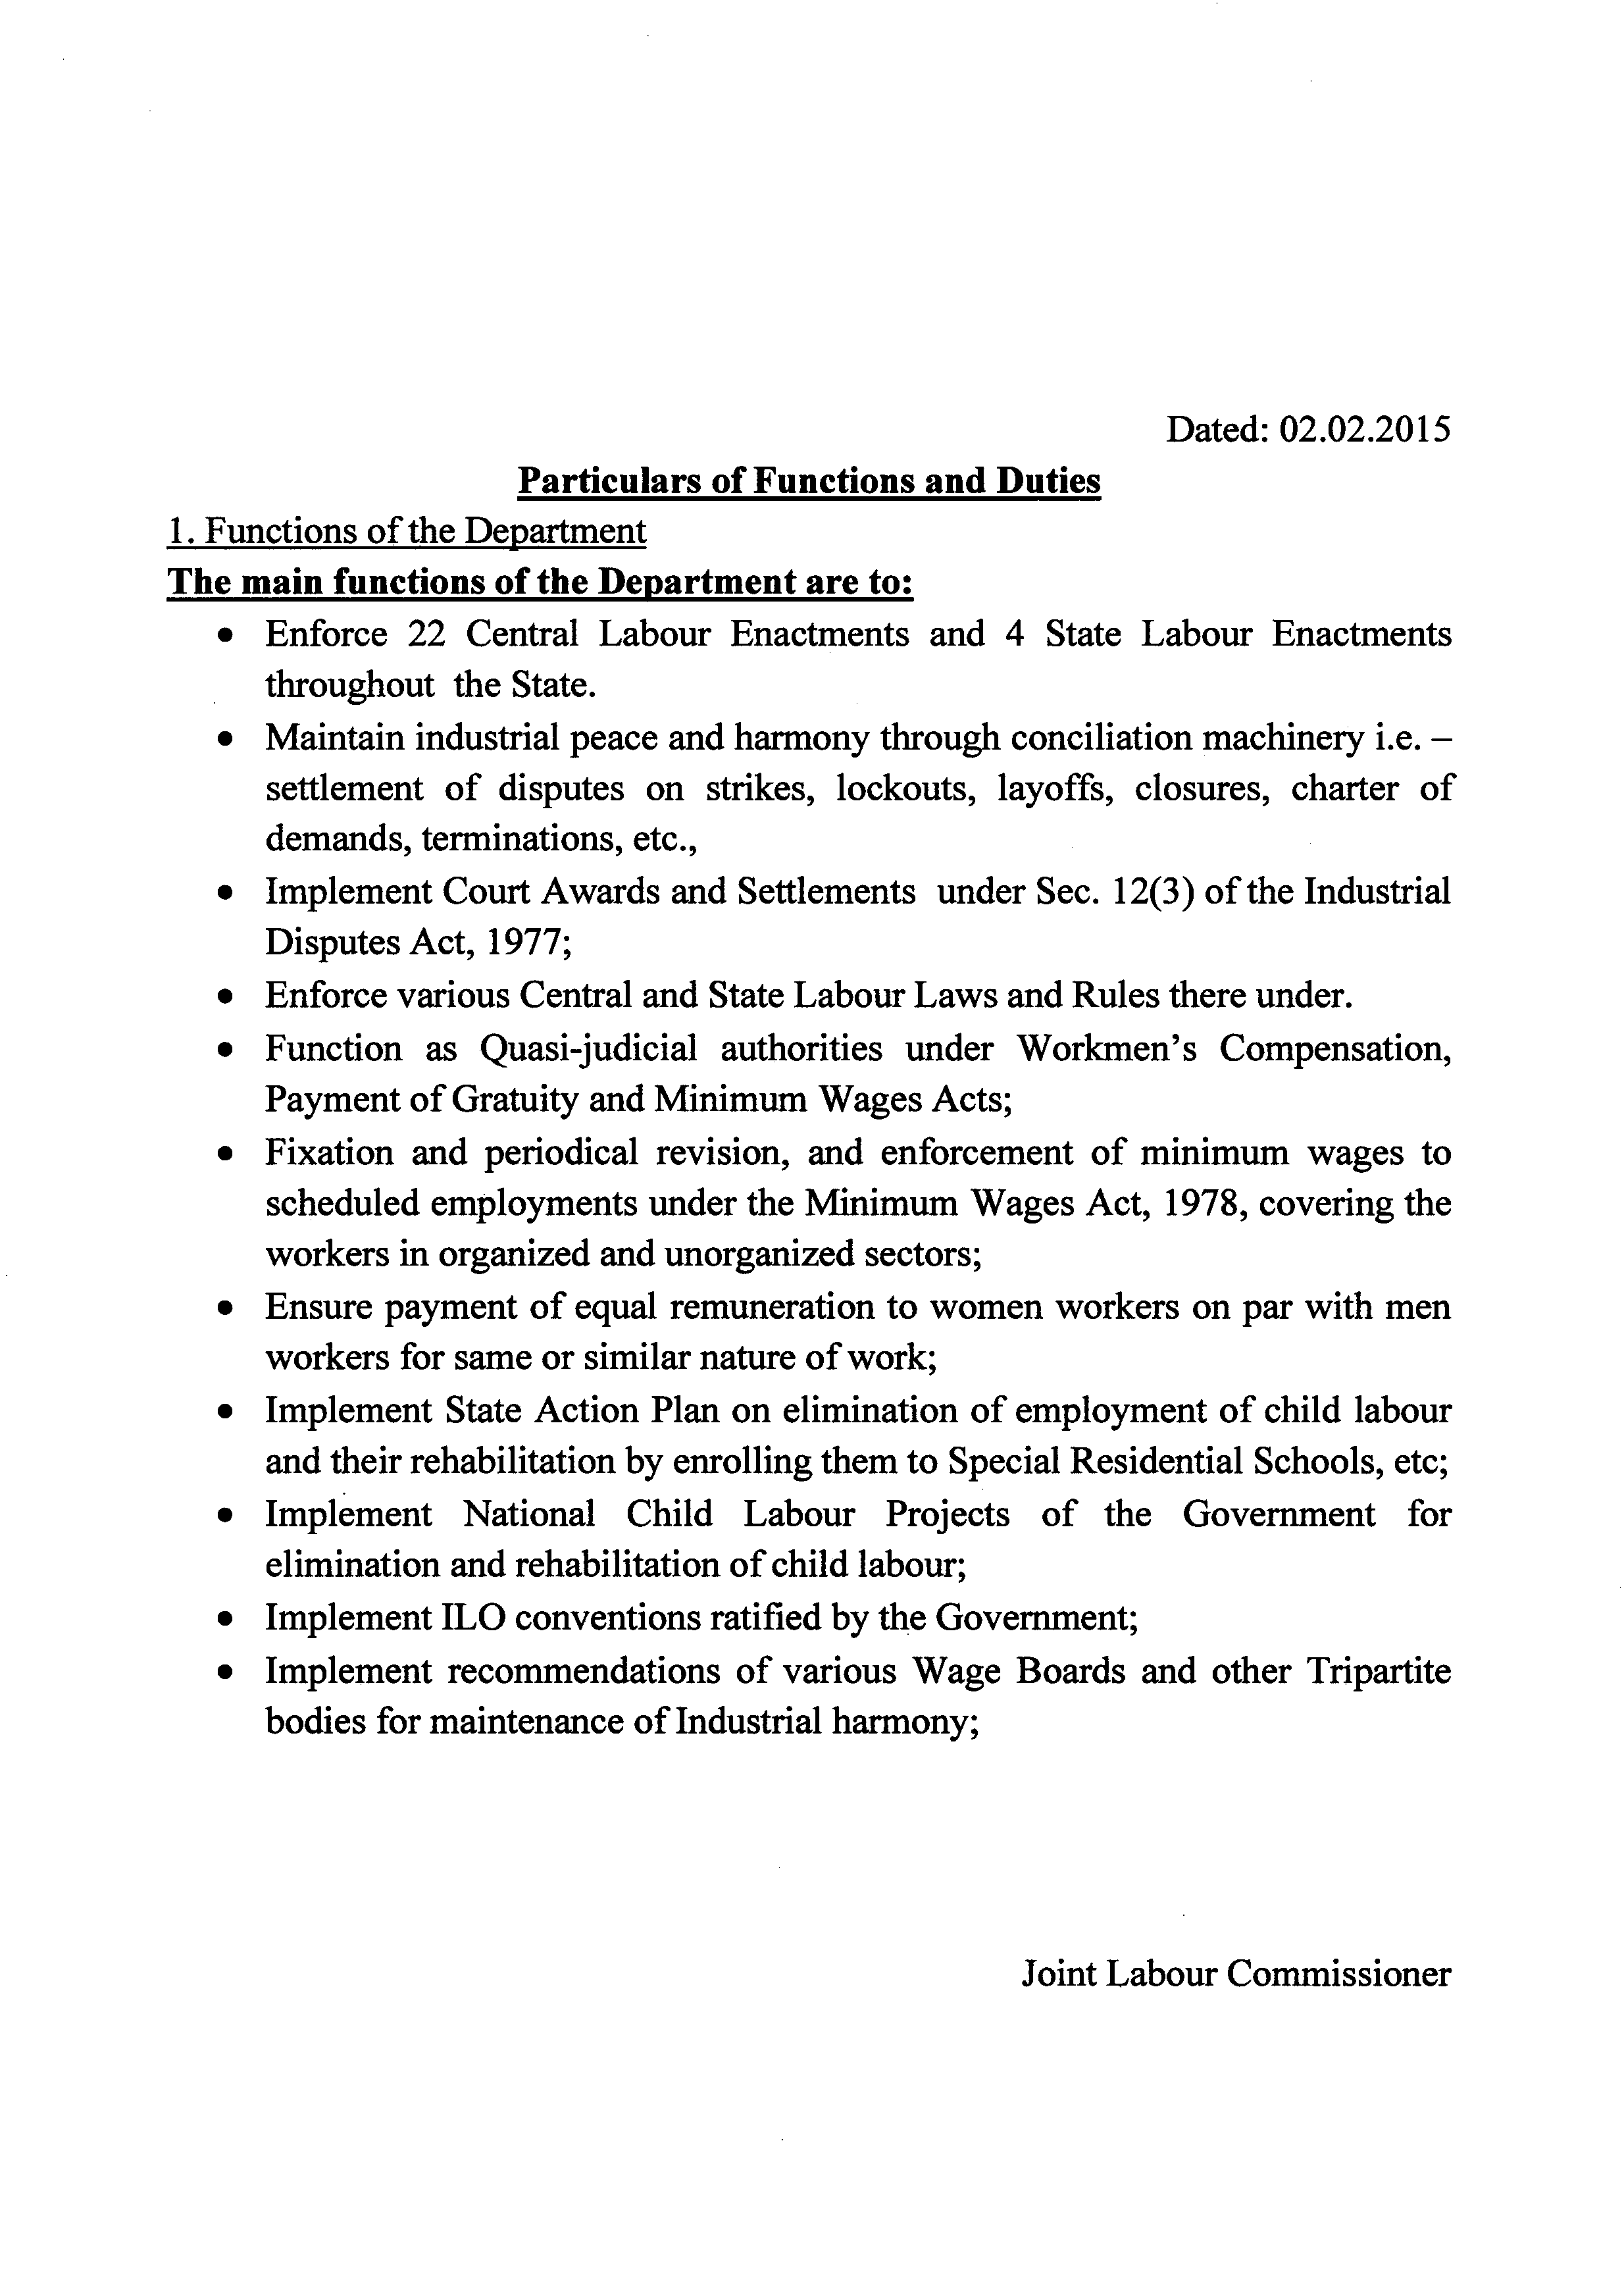 Dated: 02.02.2015
Particulars of Functions and Duties
1. Functions of the Department
The main functions of the Department are to:
• Enforce 22 Central Labour Enactments and 4 State Labour Enactments
throughout the State.
• Maintain industrial peace and harmony through conciliation machinery i.e. –
settlement of disputes on strikes, lockouts, layoffs, closures, charter of
demands, terminations, etc.,
• Implement Court Awards and Settlements under Sec. 12(3) of the Industrial
Disputes Act, 1977;
• Enforce various Central and State Labour Laws and Rules there under.
• Function as Quasi-judicial authorities under Workmen's Compensation,
Payment of Gratuity and Minimum Wages Acts;
• Fixation and periodical revision, and enforcement of minimum wages to
scheduled employments under the Minimum Wages Act, 1978, covering the
workers in organized and unorganized sectors;
• Ensure payment of equal remuneration to women workers on par with men
workers for same or similar nature of work;
• Implement State Action Plan on elimination of employment of child labour
and their rehabilitation by enrolling them to Special Residential Schools, etc;
• Implement National Child Labour Projects of the Government for
elimination and rehabilitation of child labour;
• Implement ILO conventions ratified by the Government;
• Implement recommendations of various Wage Boards and other Tripartite
bodies for maintenance of Industrial harmony;
Joint Labour Commissioner